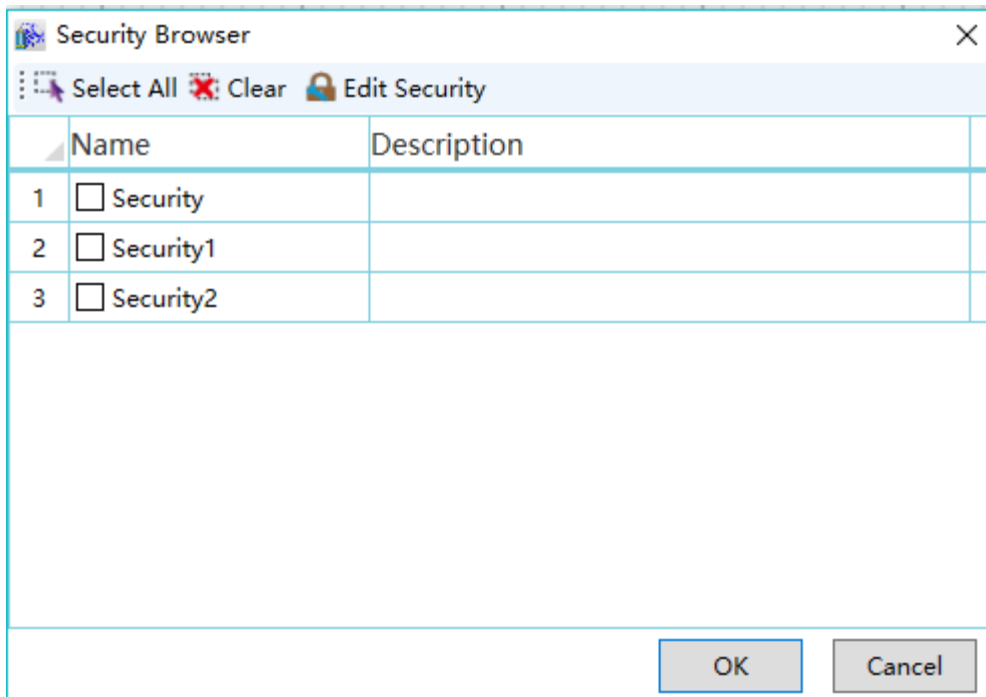 Security Browser
Select All Clear Edit Security
Name Description
1 Security
2 Security1
3 Security2
OK Cancel